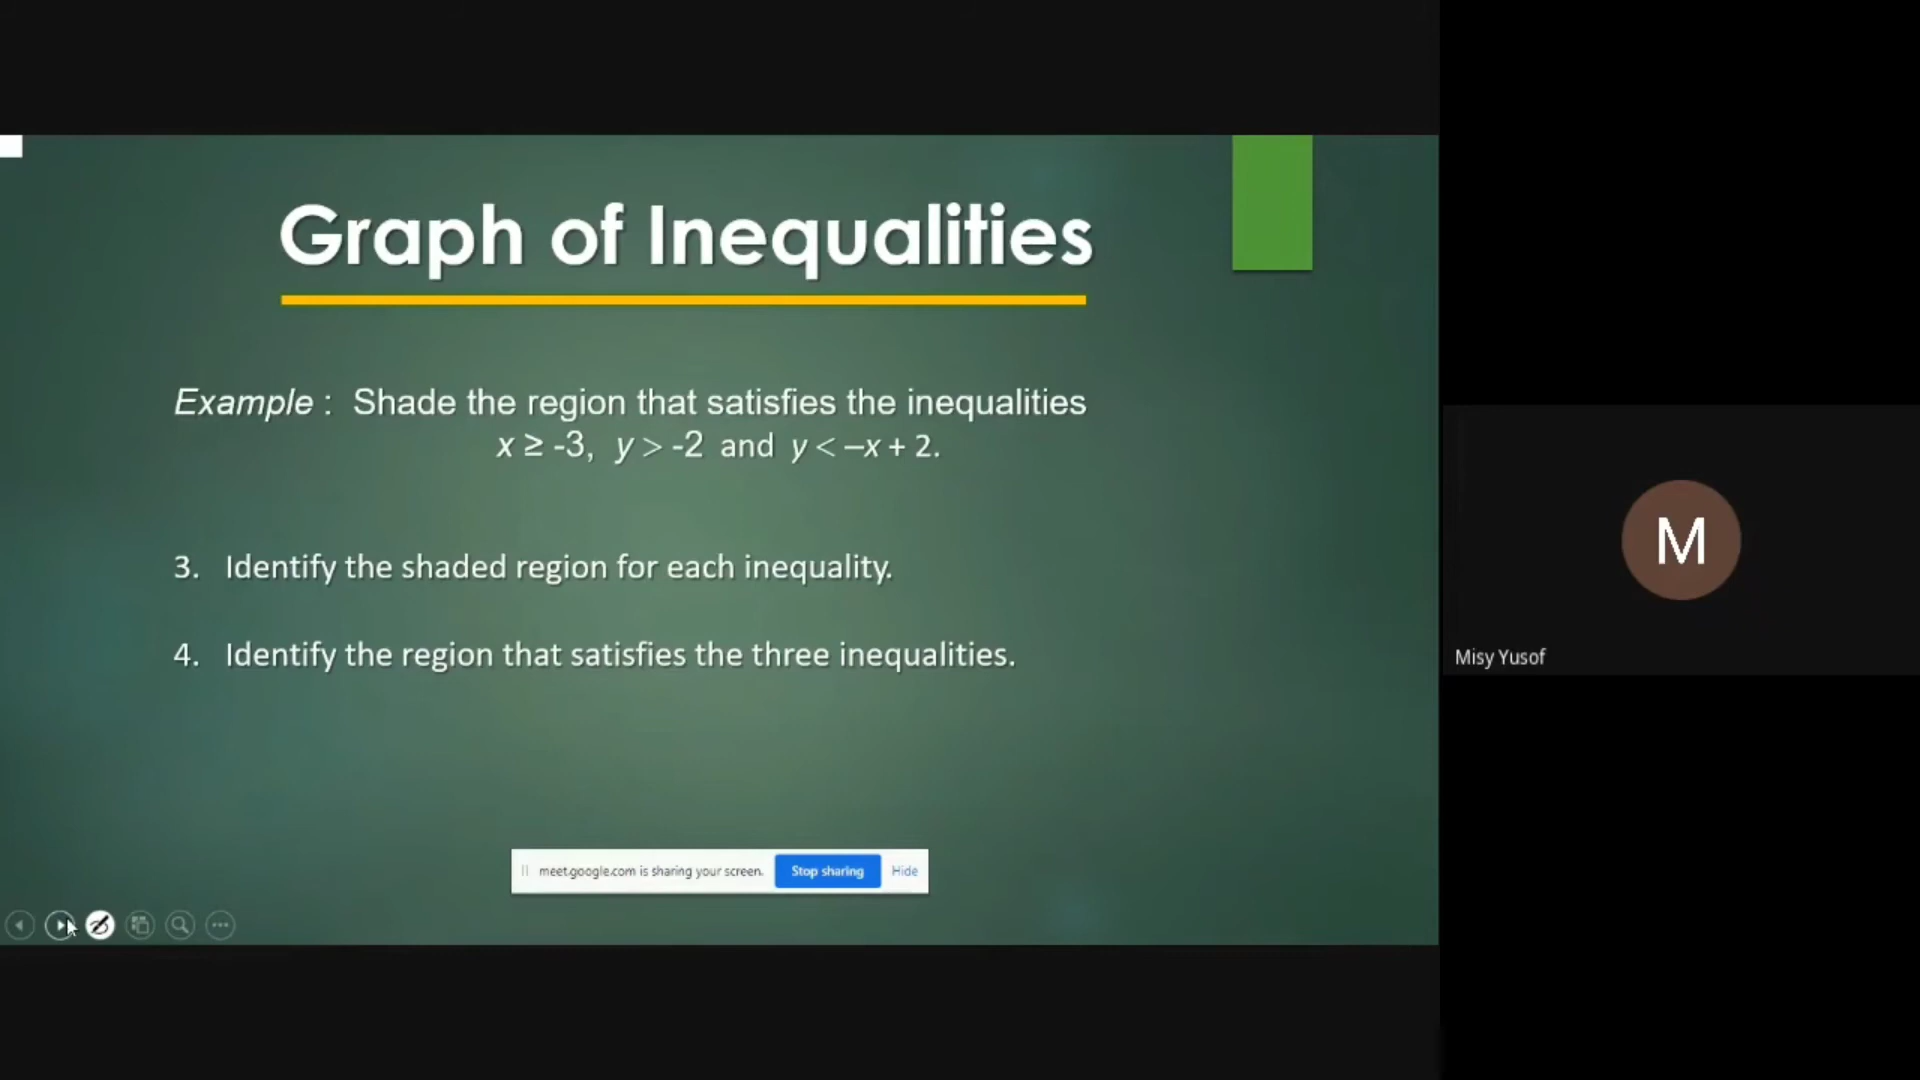 Graph of Inequalities
Example : Shade the region that satisfies the inequalities
x ≥ -3, y > -2 and y < –x + 2.
3. Identify the shaded region for each inequality.
4. Identify the region that satisfies the three inequalities.
M
Misy Yusof
meet.google.com is sharing your screen. Stop sharing Hide